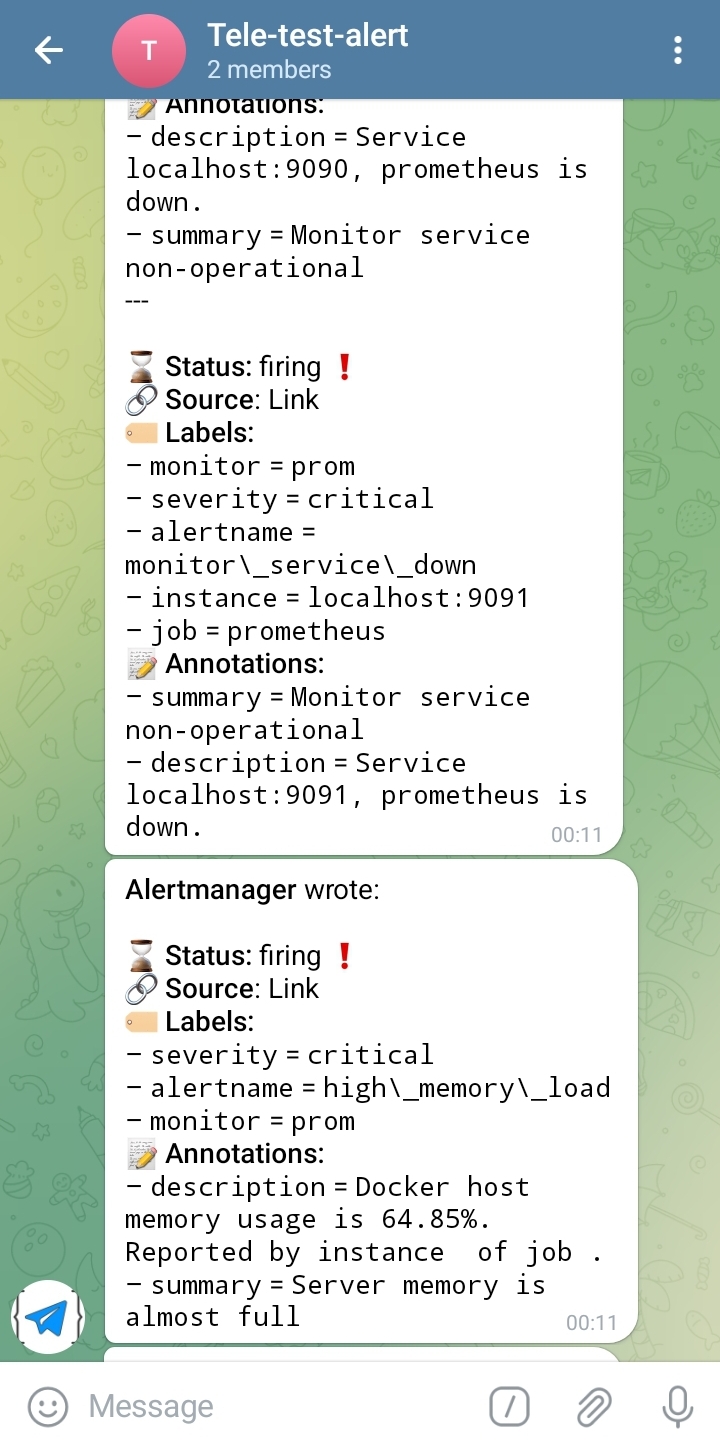 T
Tele-test-alert
2 members
📝 Annotations:
- description = Service
localhost:9090, prometheus is
down.
- summary = Monitor service
non-operational
---
⏳ Status: firing ❗
🔗 Source: Link
🏷 Labels:
- monitor = prom
- severity = critical
- alertname =
monitor\_service\_down
- instance = localhost:9091
- job = prometheus
📝 Annotations:
- summary = Monitor service
non-operational
- description = Service
localhost:9091, prometheus is
down.
00:11
Alertmanager wrote:
⏳ Status: firing ❗
🔗 Source: Link
🏷 Labels:
- severity = critical
- alertname = high\_memory\_load
- monitor = prom
📝 Annotations:
- description = Docker host
memory usage is 64.85%.
Reported by instance  of job .
- summary = Server memory is
almost full
00:11
Message